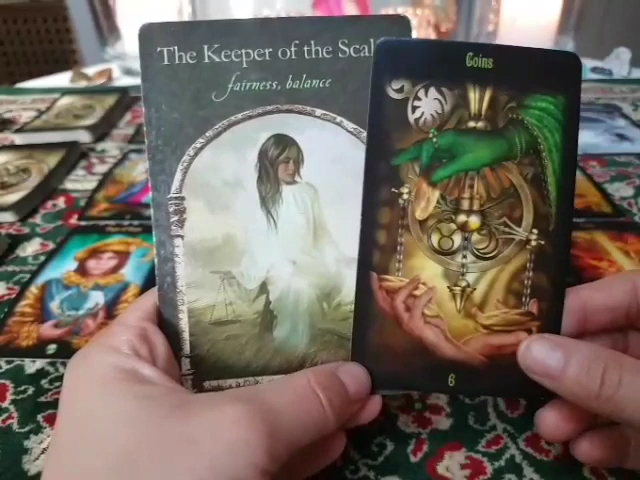 The Keeper of the Scal
fairness, balance
Coins
6